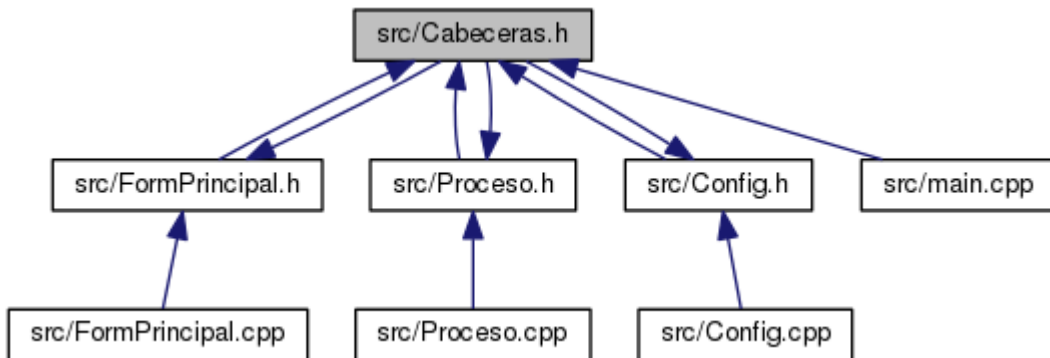 src/Cabeceras.h
src/FormPrincipal.h
src/Proceso.h
src/Config.h
src/main.cpp
src/FormPrincipal.cpp
src/Proceso.cpp
src/Config.cpp